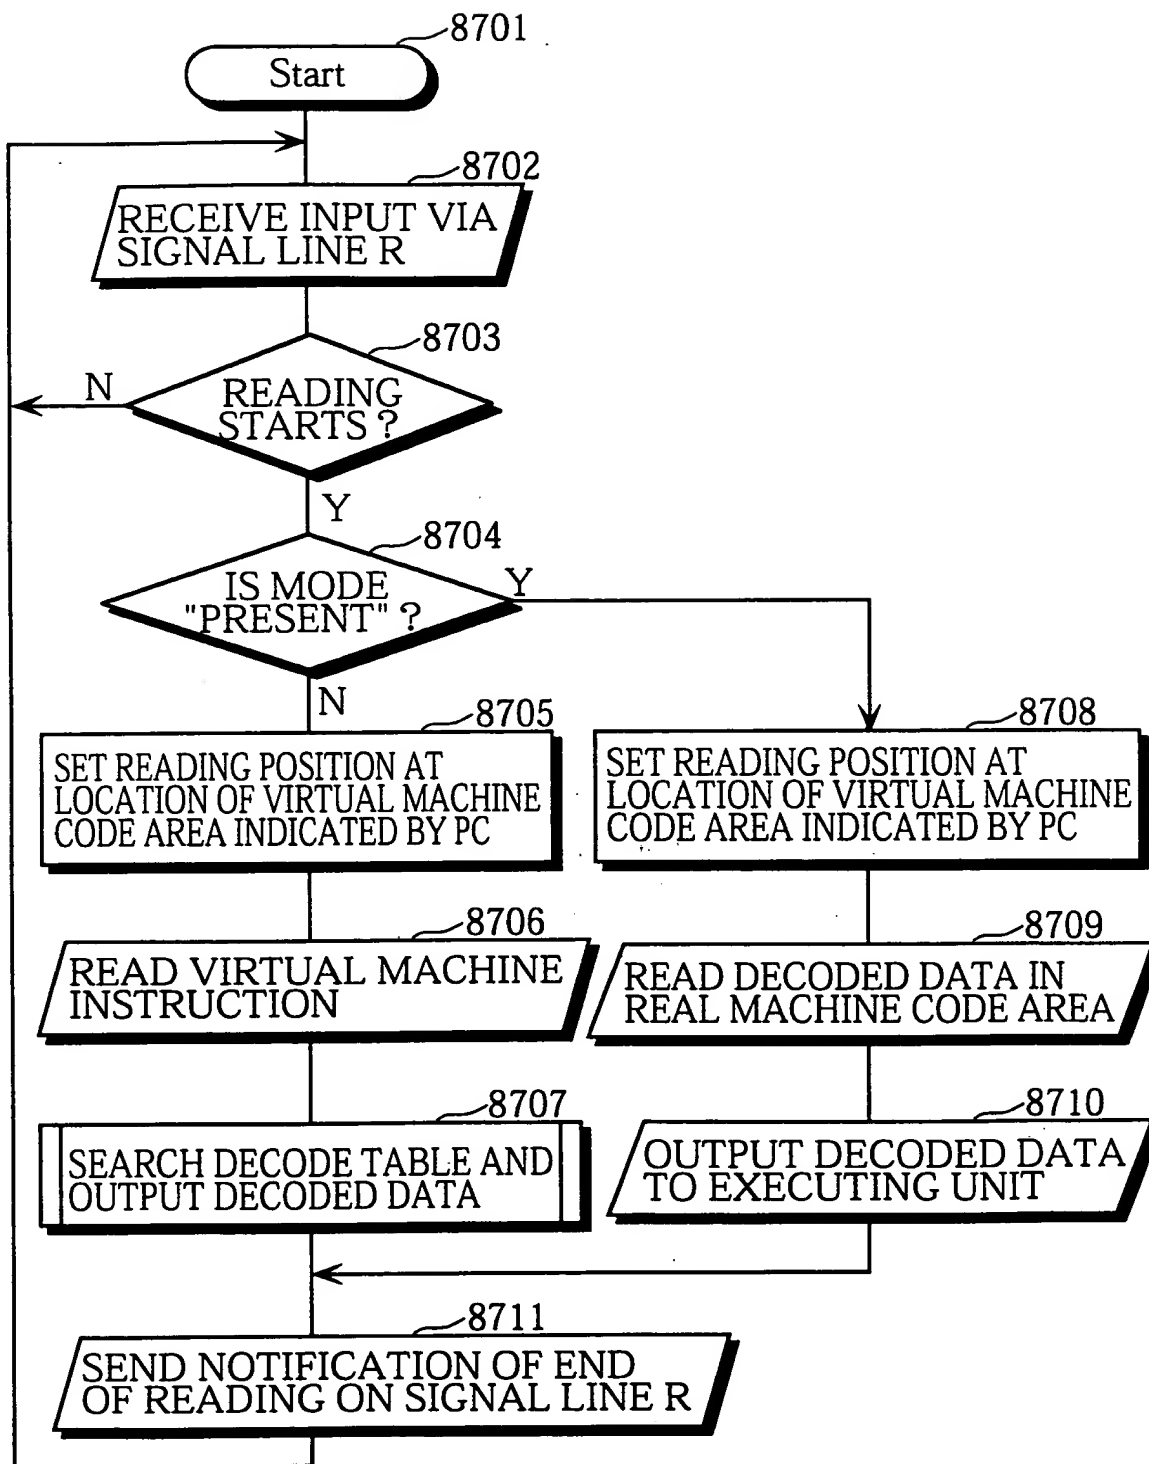 8701
Start
8702
RECEIVE INPUT VIA
SIGNAL LINE R
8703
N
READING
STARTS ?
Y
8704
IS MODE
"PRESENT" ?
Y
N
8705
SET READING POSITION AT
LOCATION OF VIRTUAL MACHINE
CODE AREA INDICATED BY PC
8708
SET READING POSITION AT
LOCATION OF VIRTUAL MACHINE
CODE AREA INDICATED BY PC
8706
READ VIRTUAL MACHINE
INSTRUCTION
8709
READ DECODED DATA IN
REAL MACHINE CODE AREA
8707
SEARCH DECODE TABLE AND
OUTPUT DECODED DATA
8710
OUTPUT DECODED DATA
TO EXECUTING UNIT
8711
SEND NOTIFICATION OF END
OF READING ON SIGNAL LINE R